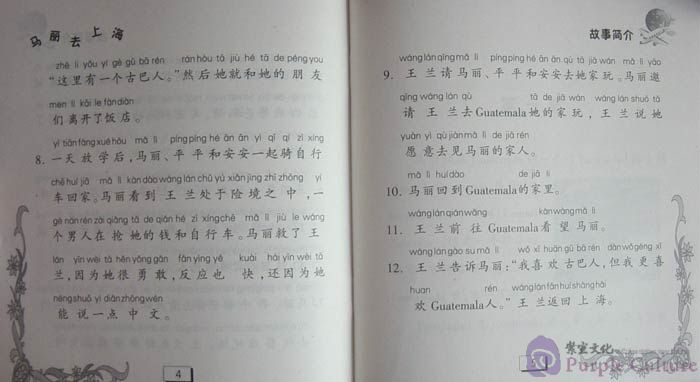 马丽去上海
zhè lǐ yǒu yí gè gǔ bā rén rán hòu tā jiù hé tā de péng you
“这里有一个古巴人。”然后她就和她的朋友
men lí kāi le fàn diàn
们离开了饭店。
yì tiān fàng xué hòu mǎ lì píng píng hé ān ān yì qǐ qí zì xíng
8. 一天放学后,马丽、平平和安安一起骑自行
chē huí jiā mǎ lì kàn dào wáng lán chǔ yú xiǎn jìng zhī zhōng yí
车回家。马丽看到王兰处于险境之中,一
gè nán rén zài qiǎng tā de qián hé zì xíng chē mǎ lì jiù le wáng
个男人在抢她的钱和自行车。马丽救了王
lán yīn wèi tā hěn yǒng gǎn fǎn yìng yě kuài hái yīn wèi tā
兰,因为她很勇敢,反应也快,还因为她
néng shuō yì diǎn zhōng wén
能说一点中文。
4
故事简介
wáng lán qǐng mǎ lì píng píng hé ān ān qù tā jiā wán mǎ lì yāo
9. 王兰请马丽、平平和安安去她家玩。马丽邀
qǐng wáng lán qù tā de jiā wán wáng lán shuō tā
请王兰去Guatemala她的家玩,王兰说她
yuàn yì qù jiàn mǎ lì de jiā rén
愿意去见马丽的家人。
mǎ lì huí dào de jiā lǐ
10. 马丽回到Guatemala的家里。
wáng lán qián wǎng kàn wàng mǎ lì
11. 王兰前往Guatemala看望马丽。
wáng lán gào su mǎ lì wǒ xǐ huān gǔ bā rén dàn wǒ gèng xǐ
12. 王兰告诉马丽:“我喜欢古巴人,但我更喜
huan rén wáng lán fǎn huí shàng hǎi
欢Guatemala人。”王兰返回上海。
Purple Culture